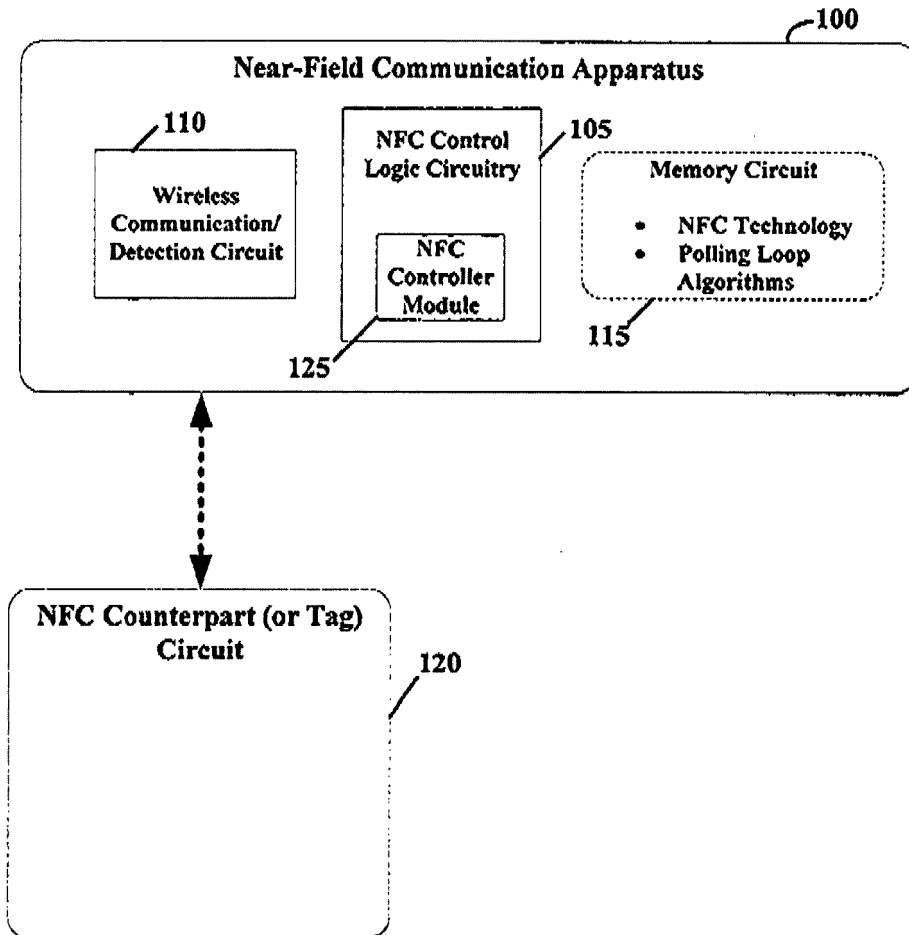 100
Near-Field Communication Apparatus
110
Wireless
Communication/
Detection Circuit
NFC Control
Logic Circuitry
105
NFC
Controller
Module
125
Memory Circuit
• NFC Technology
• Polling Loop
Algorithms
115
NFC Counterpart (or Tag)
Circuit
120